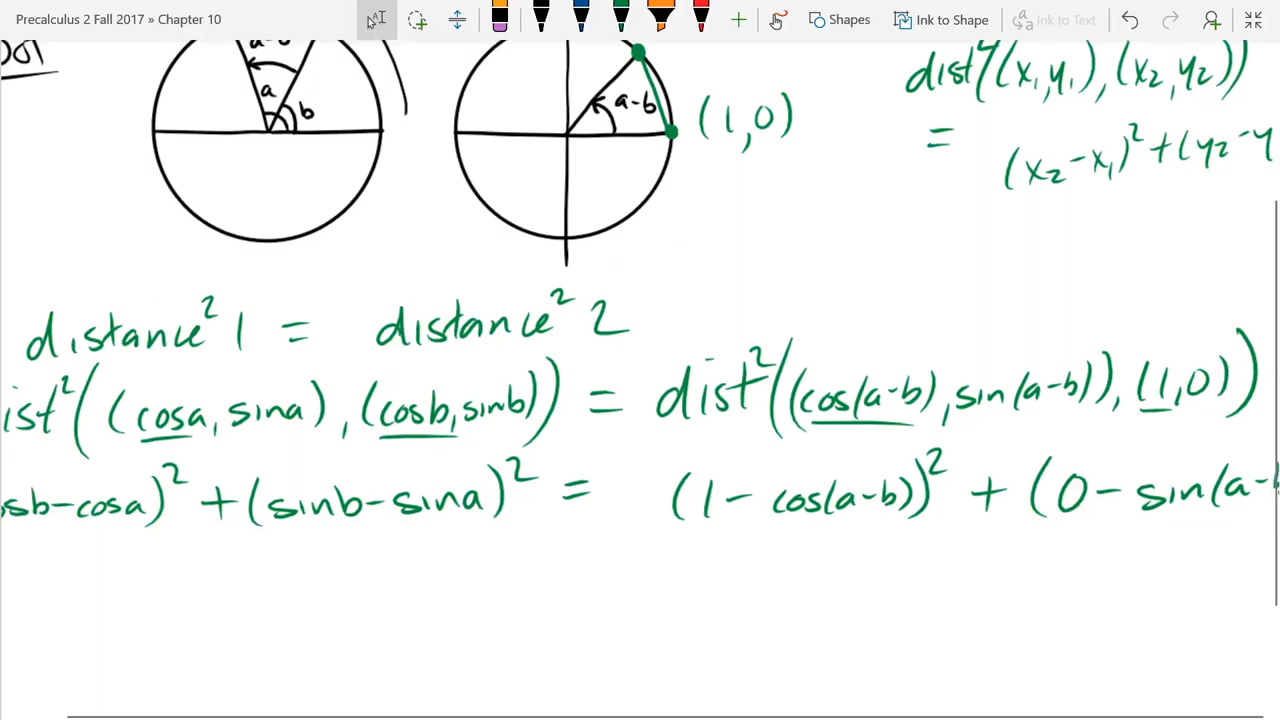 Precalculus 2 Fall 2017 » Chapter 10
Shapes
Ink to Shape
Ink to Text
a
b
a-b
(1,0)
dist²((x₁,y₁),(x₂,y₂))
= (x₂-x₁)²+(y₂-y
distance² 1 = distance² 2
ist²((cosa, sina), (cosb, sinb)) = dist²((cos(a-b), sin(a-b)), (1,0))
sb-cosa)² + (sinb-sina)² = (1-cos(a-b))² + (0-sin(a-b